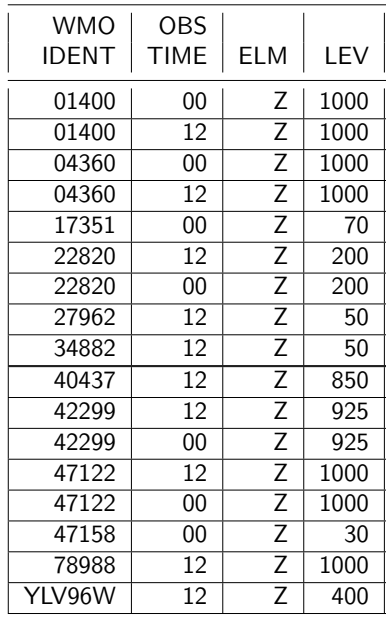 WMO OBS
IDENT TIME ELM LEV
01400 00 Z 1000
01400 12 Z 1000
04360 00 Z 1000
04360 12 Z 1000
17351 00 Z 70
22820 12 Z 200
22820 00 Z 200
27962 12 Z 50
34882 12 Z 50
40437 12 Z 850
42299 12 Z 925
42299 00 Z 925
47122 12 Z 1000
47122 00 Z 1000
47158 00 Z 30
78988 12 Z 1000
YLV96W 12 Z 400